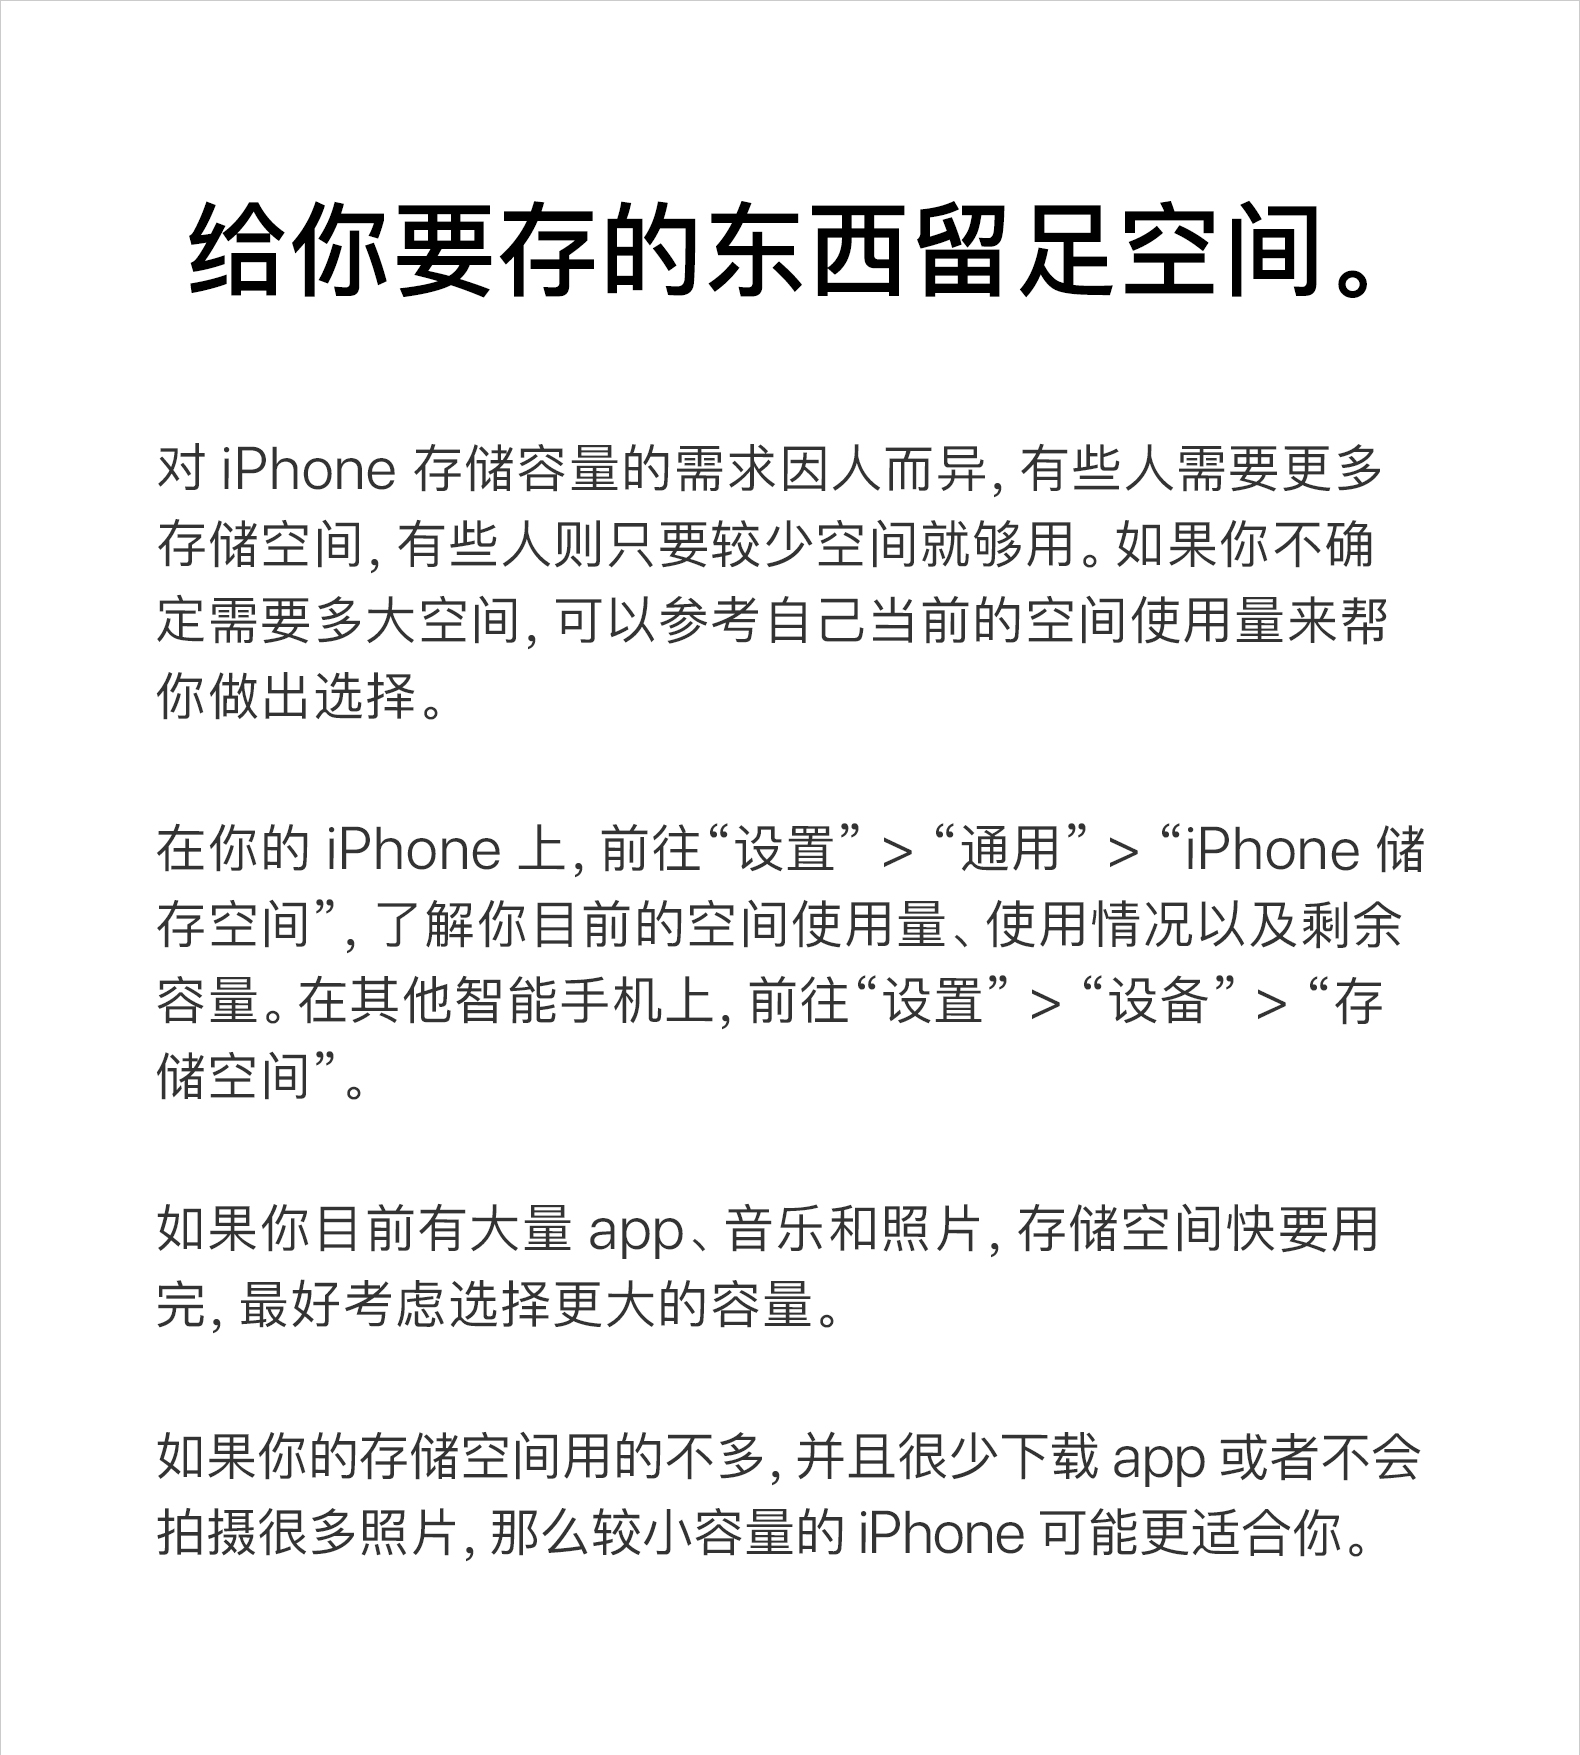 给你要存的东西留足空间。
对 iPhone 存储容量的需求因人而异，有些人需要更多
存储空间，有些人则只要较少空间就够用。如果你不确
定需要多大空间，可以参考自己当前的空间使用量来帮
你做出选择。
在你的 iPhone 上，前往“设置” > “通用” > “iPhone 储
存空间”，了解你目前的空间使用量、使用情况以及剩余
容量。在其他智能手机上，前往“设置” > “设备” > “存
储空间”。
如果你目前有大量 app、音乐和照片，存储空间快要用
完，最好考虑选择更大的容量。
如果你的存储空间用的不多，并且很少下载 app 或者不会
拍摄很多照片，那么较小容量的 iPhone 可能更适合你。